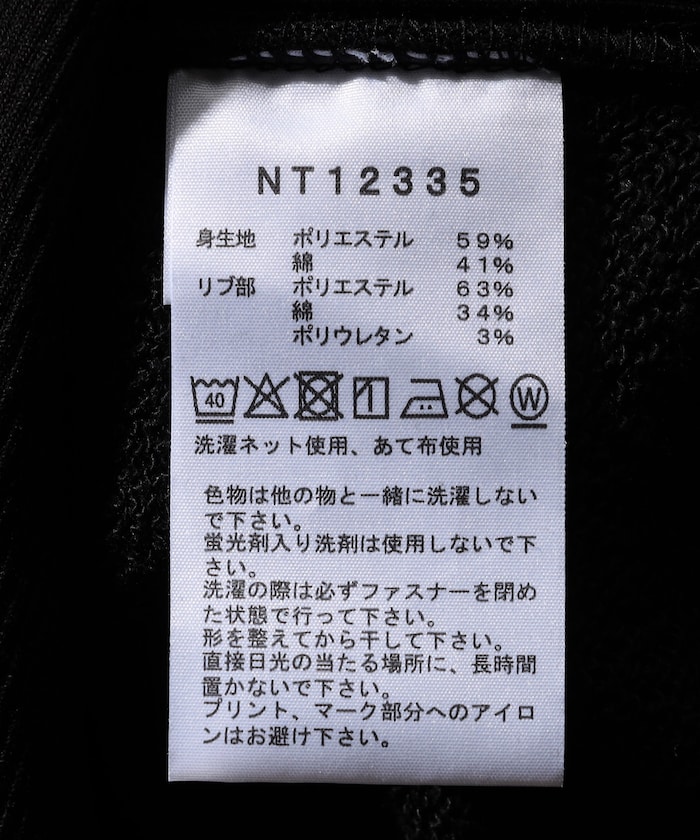 NT12335
身生地 ポリエステル 59%
綿 41%
リブ部 ポリエステル 63%
綿 34%
ポリウレタン 3%
40 W
洗濯ネット使用、あて布使用
色物は他の物と一緒に洗濯しない
で下さい。
蛍光剤入り洗剤は使用しないで下
さい。
洗濯の際は必ずファスナーを閉め
た状態で行って下さい。
形を整えてから干して下さい。
直接日光の当たる場所に、長時間
置かないで下さい。
プリント、マーク部分へのアイロ
ンはお避け下さい。